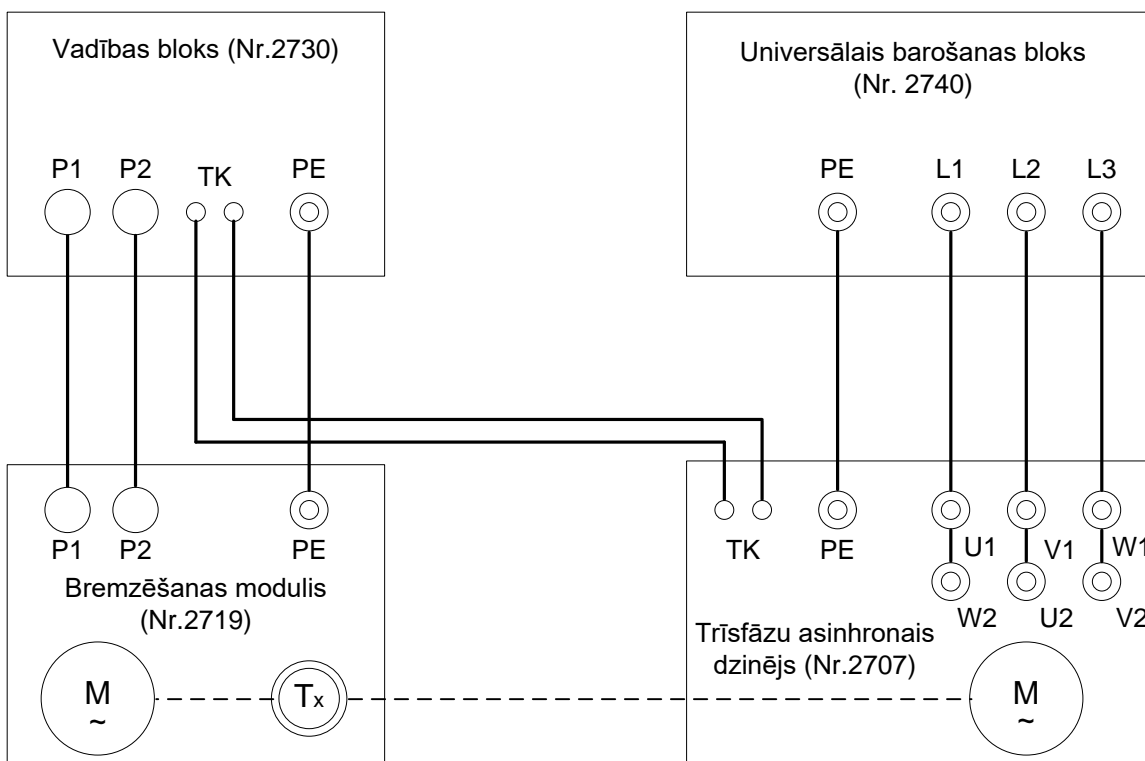 Vadības bloks (Nr.2730)
P1 P2 TK PE
Universālais barošanas bloks
(Nr. 2740)
PE L1 L2 L3
P1 P2 PE
Bremzēšanas modulis
(Nr.2719)
M
~
Tx
TK PE U1 V1 W1
W2 U2 V2
Trīsfāzu asinhronais
dzinējs (Nr.2707)
M
~